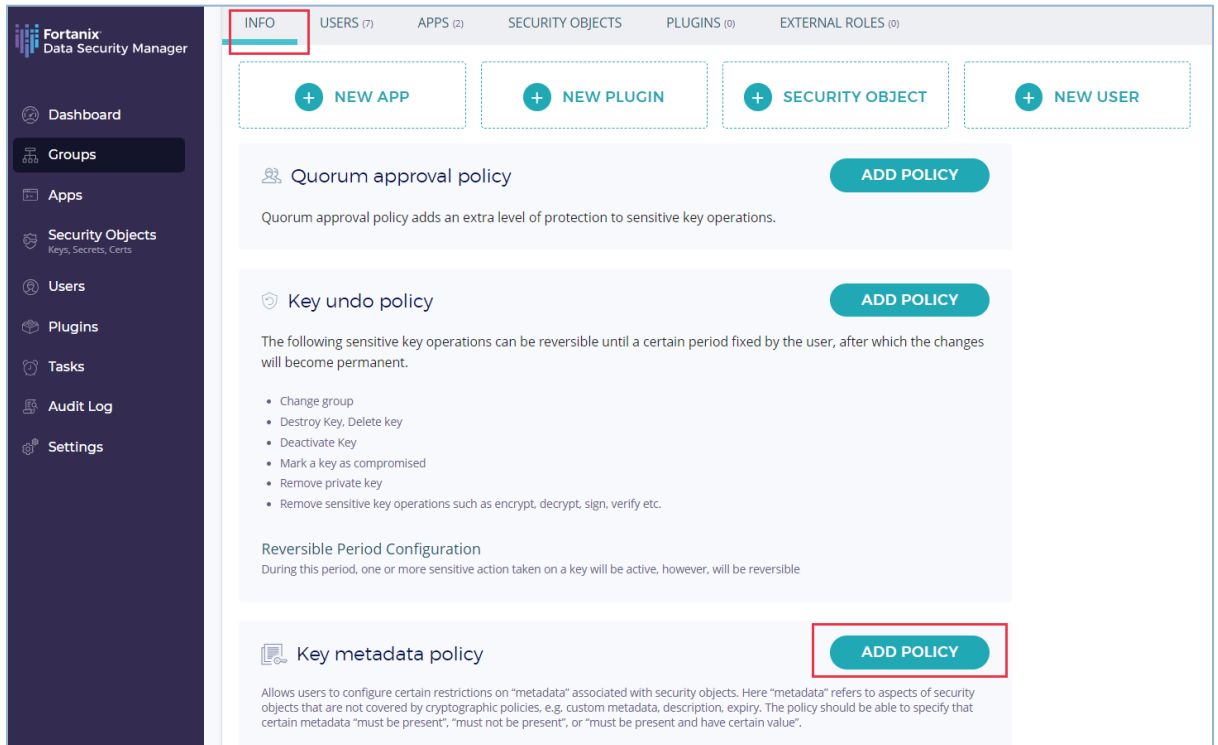 Fortanix
Data Security Manager
Dashboard
Groups
Apps
Security Objects
Keys, Secrets, Certs
Users
Plugins
Tasks
Audit Log
Settings
INFO USERS (7) APPS (2) SECURITY OBJECTS PLUGINS (0) EXTERNAL ROLES (0)
NEW APP NEW PLUGIN SECURITY OBJECT NEW USER
Quorum approval policy ADD POLICY
Quorum approval policy adds an extra level of protection to sensitive key operations.
Key undo policy ADD POLICY
The following sensitive key operations can be reversible until a certain period fixed by the user, after which the changes
will become permanent.
• Change group
• Destroy Key, Delete key
• Deactivate Key
• Mark a key as compromised
• Remove private key
• Remove sensitive key operations such as encrypt, decrypt, sign, verify etc.
Reversible Period Configuration
During this period, one or more sensitive action taken on a key will be active, however, will be reversible
Key metadata policy ADD POLICY
Allows users to configure certain restrictions on “metadata” associated with security objects. Here “metadata” refers to aspects of security
objects that are not covered by cryptographic policies, e.g. custom metadata, description, expiry. The policy should be able to specify that
certain metadata “must be present”, “must not be present”, or “must be present and have certain value”.